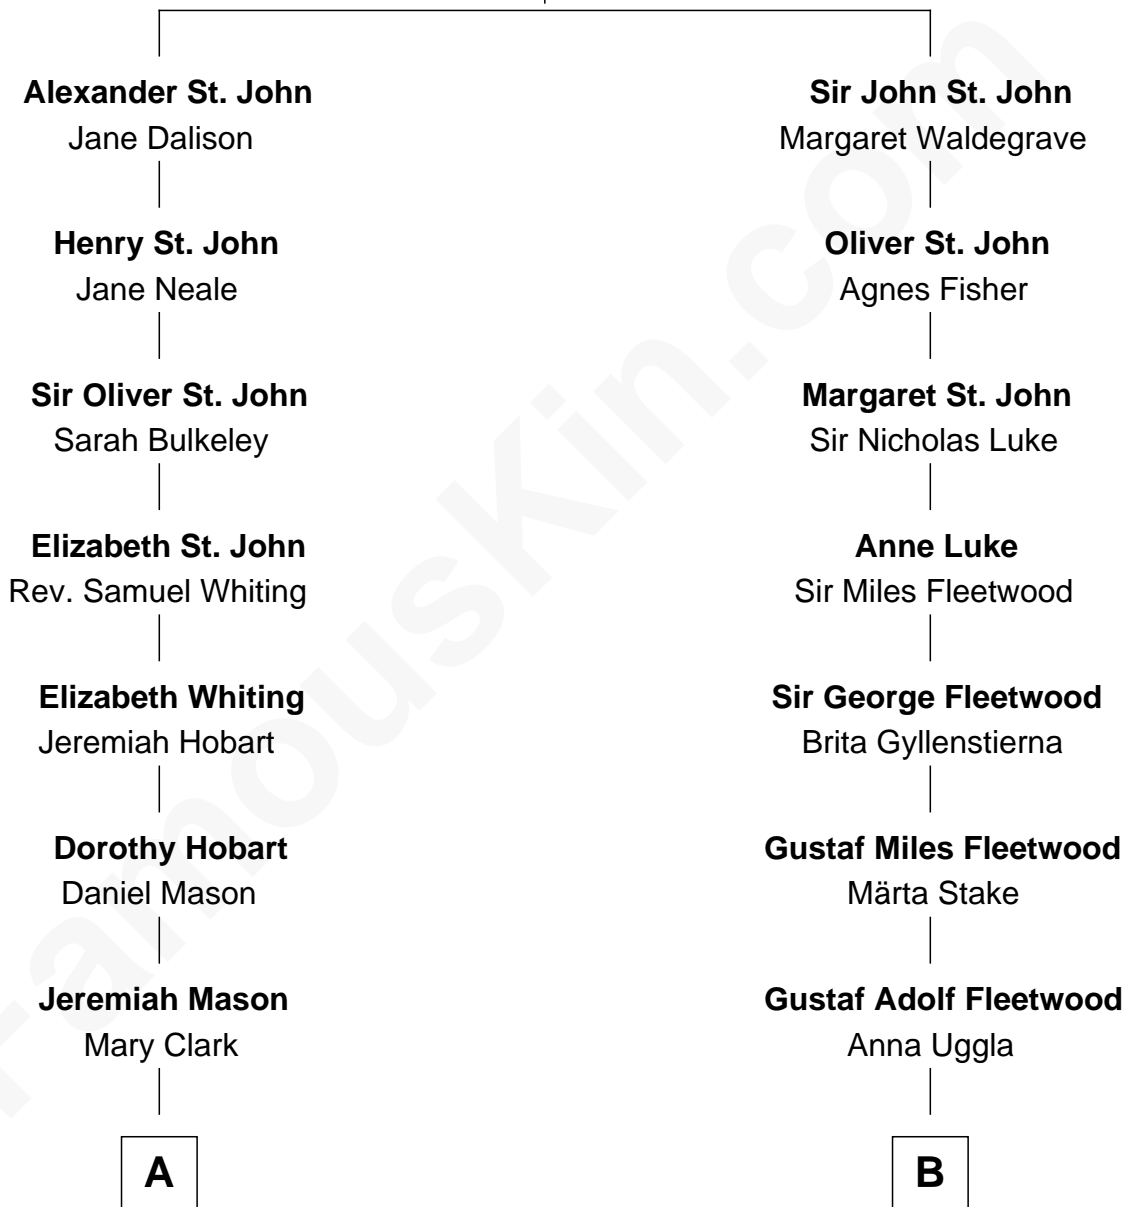 Alexander St. John
Jane Dalison
Henry St. John
Jane Neale
Sir Oliver St. John
Sarah Bulkeley
Elizabeth St. John
Rev. Samuel Whiting
Elizabeth Whiting
Jeremiah Hobart
Dorothy Hobart
Daniel Mason
Jeremiah Mason
Mary Clark
A
Sir John St. John
Margaret Waldegrave
Oliver St. John
Agnes Fisher
Margaret St. John
Sir Nicholas Luke
Anne Luke
Sir Miles Fleetwood
Sir George Fleetwood
Brita Gyllenstierna
Gustaf Miles Fleetwood
Märta Stake
Gustaf Adolf Fleetwood
Anna Uggla
B
FamousKin.com